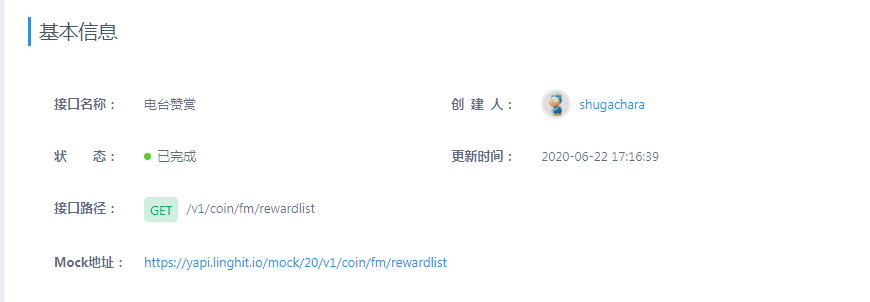 基本信息
接口名称： 电台赞赏 创 建 人： shugachara
状 态： 已完成 更新时间： 2020-06-22 17:16:39
接口路径： GET /v1/coin/fm/rewardlist
Mock地址： https://yapi.linghit.io/mock/20/v1/coin/fm/rewardlist